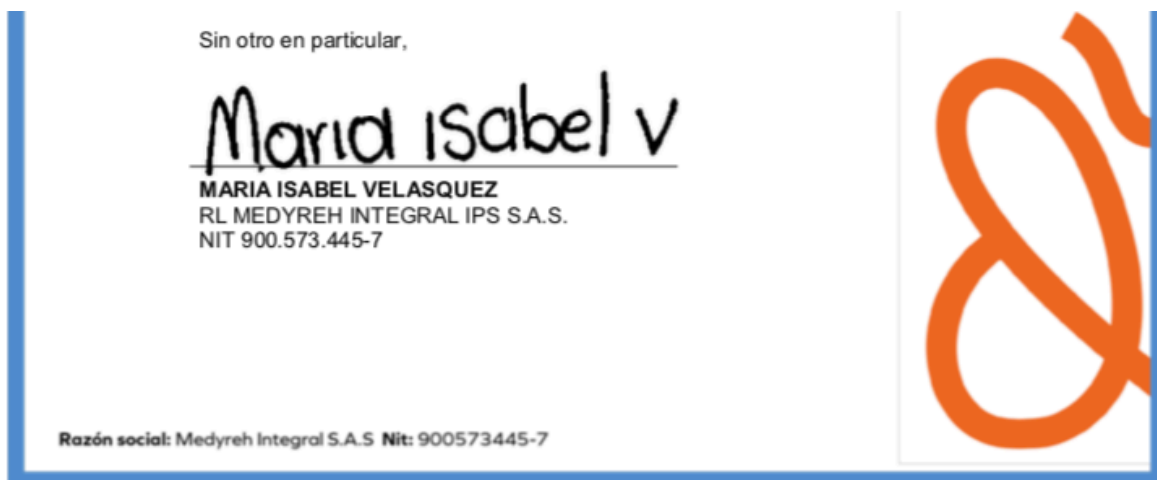 Sin otro en particular,
Maria isabel v
MARIA ISABEL VELASQUEZ
RL MEDYREH INTEGRAL IPS S.A.S.
NIT 900.573.445-7
Razón social: Medyreh Integral S.A.S Nit: 900573445-7